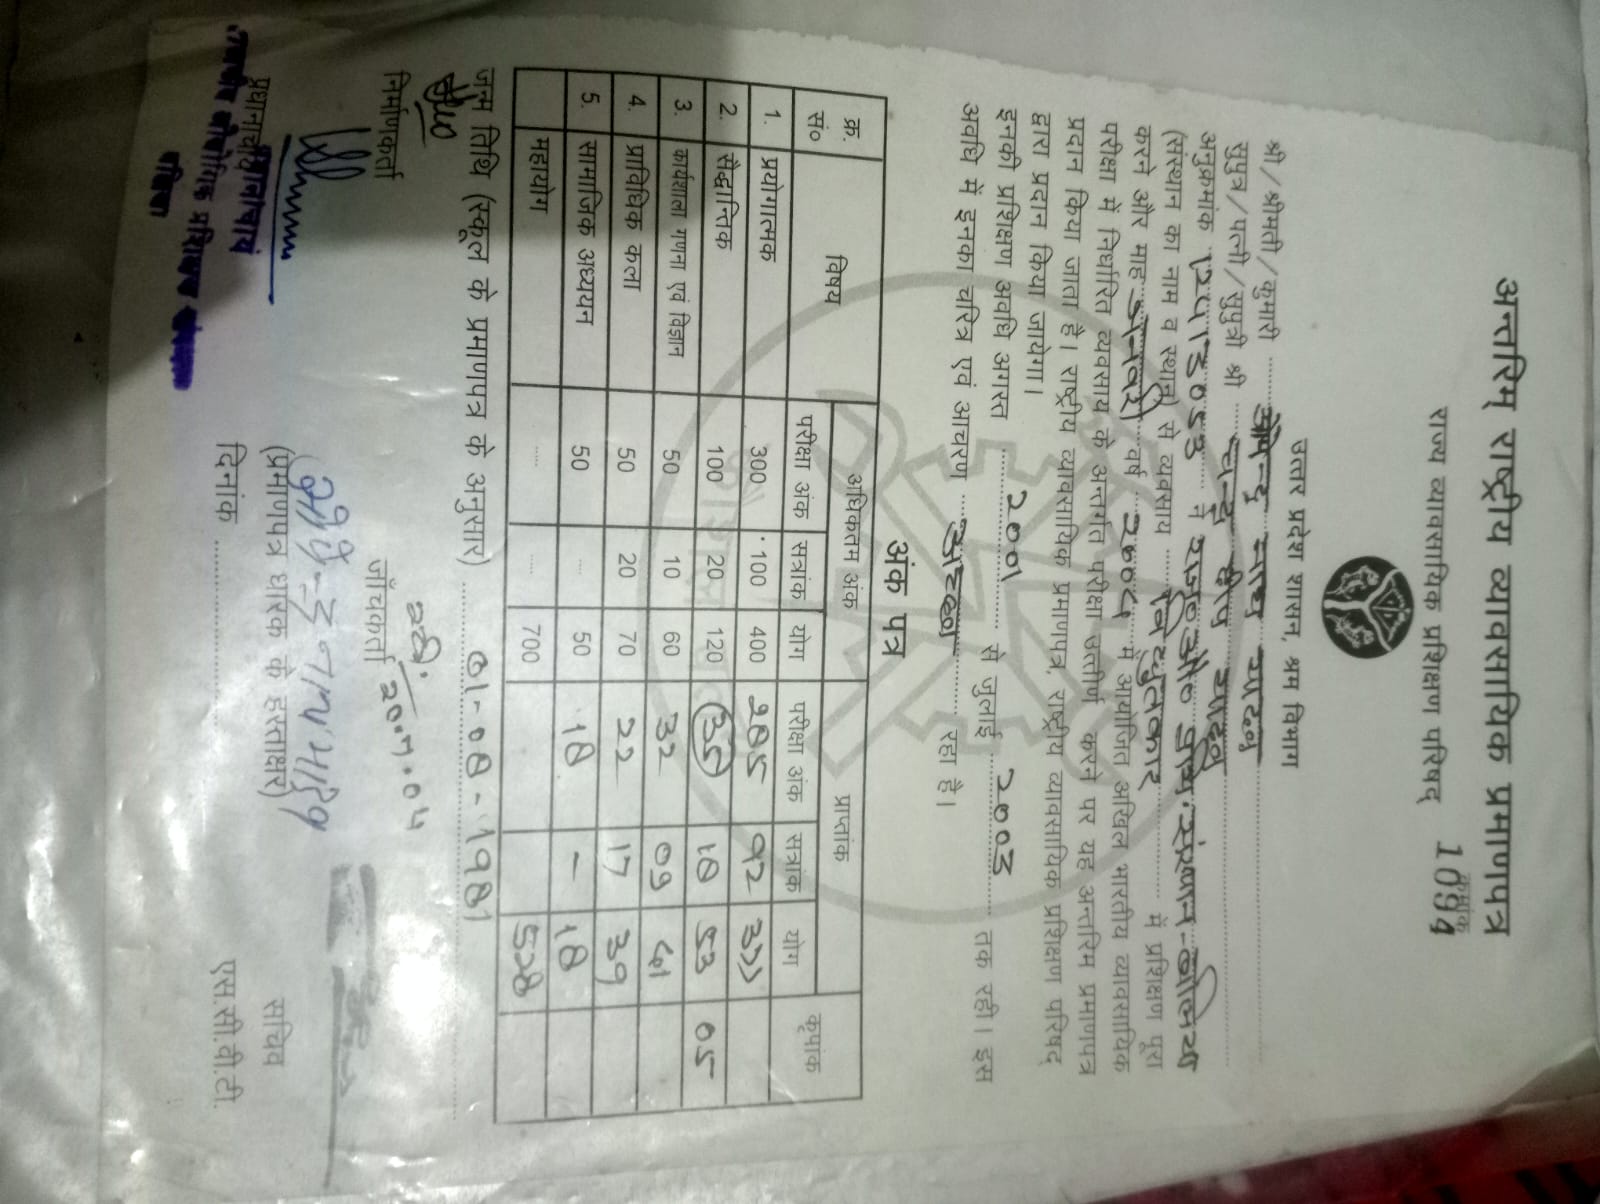 अन्तरिम् राष्ट्रीय व्यावसायिक प्रमाणपत्र
क्रमांक
राज्य व्यावसायिक प्रशिक्षण परिषद् 1094
उत्तर प्रदेश शासन, श्रम विभाग
श्री/श्रीमती/कुमारी ओपेन्द्र नाथ यादव
सुपुत्र/पत्नी/सुपुत्री श्री चन्द्र दीप यादव
अनुक्रमांक ने राज० औ० प्रशि. संस्थान-बलिया
(संस्थान का नाम व स्थान) से व्यवसाय विधुतकार में प्रशिक्षण पूरा
करने और माह जनवरी वर्ष २००४ में आयोजित अखिल भारतीय व्यावसायिक
परीक्षा में निर्धारित व्यवसाय के अन्तर्गत परीक्षा उत्तीर्ण करने पर यह अन्तरिम प्रमाणपत्र
प्रदान किया जाता है। राष्ट्रीय व्यावसायिक प्रमाणपत्र, राष्ट्रीय व्यावसायिक प्रशिक्षण परिषद्
द्वारा प्रदान किया जायेगा।
इनकी प्रशिक्षण अवधि अगस्त 2001 से जुलाई 2003 तक रही। इस
अवधि में इनका चरित्र एवं आचरण अच्छा रहा है।
अंक पत्र
क्र. सं० विषय अधिकतम अंक प्राप्तांक कृपांक
परीक्षा अंक सत्रांक योग परीक्षा अंक सत्रांक योग
1. प्रयोगात्मक 300 100 400 285 92 377
2. सैद्धान्तिक 100 20 120 35 18 53 05
3. कार्यशाला गणना एवं विज्ञान 50 10 60 32 09 41
4. प्राविधिक कला 50 20 70 22 17 39
5. सामाजिक अध्ययन 50 .... 50 18 - 18
महायोग ..... ..... 700 528
जन्म तिथि (स्कूल के प्रमाणपत्र के अनुसार) 01-08-1981
निर्माणकर्ता
20.7.04
जाँचकर्ता
ओपेन्द्र नाथ यादव
(प्रमाणपत्र धारक के हस्ताक्षर)
सचिव
प्रधानाचार्य
प्रधानाचार्य
दिनांक
एस.सी.वी.टी.
राजकीय औद्योगिक प्रशिक्षण संस्थान
बलिया